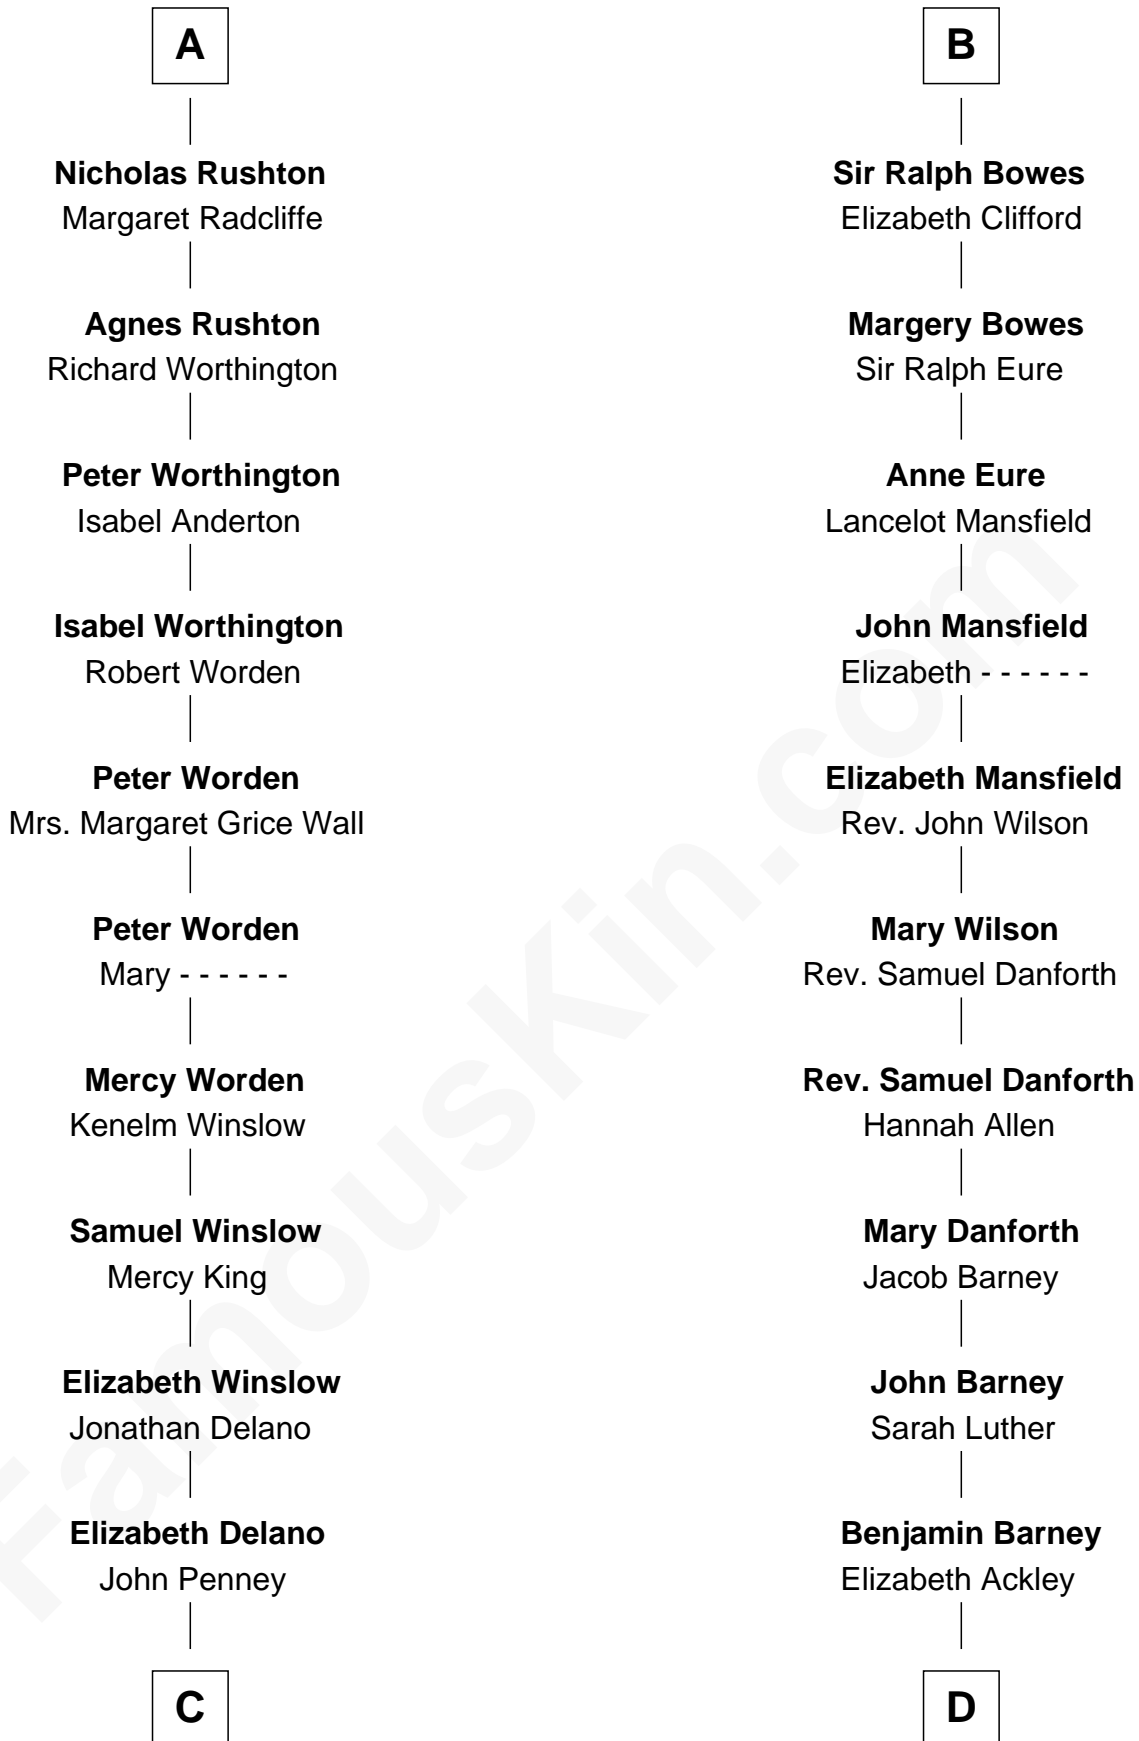 A
Nicholas Rushton
Margaret Radcliffe
Agnes Rushton
Richard Worthington
Peter Worthington
Isabel Anderton
Isabel Worthington
Robert Worden
Peter Worden
Mrs. Margaret Grice Wall
Peter Worden
Mary - - - - - -
Mercy Worden
Kenelm Winslow
Samuel Winslow
Mercy King
Elizabeth Winslow
Jonathan Delano
Elizabeth Delano
John Penney
C
B
Sir Ralph Bowes
Elizabeth Clifford
Margery Bowes
Sir Ralph Eure
Anne Eure
Lancelot Mansfield
John Mansfield
Elizabeth - - - - - -
Elizabeth Mansfield
Rev. John Wilson
Mary Wilson
Rev. Samuel Danforth
Rev. Samuel Danforth
Hannah Allen
Mary Danforth
Jacob Barney
John Barney
Sarah Luther
Benjamin Barney
Elizabeth Ackley
D
FamousKin.com